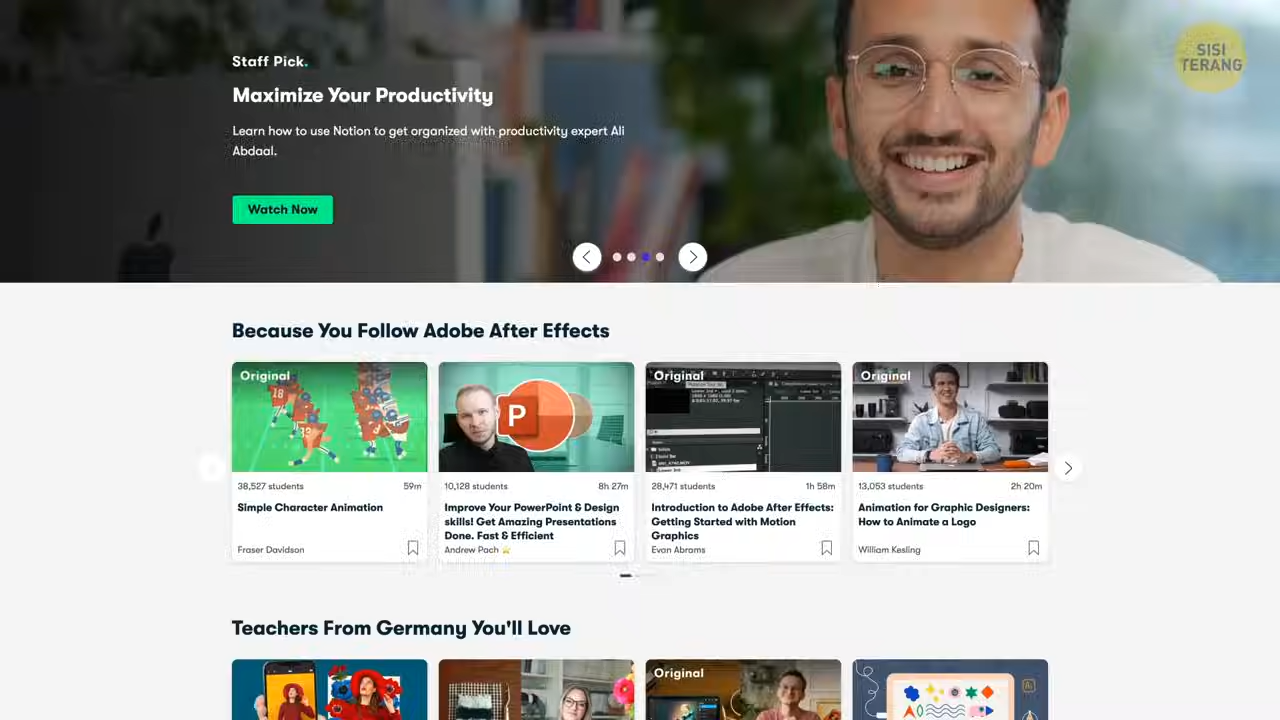 SISI
TERANG
Staff Pick.
Maximize Your Productivity
Learn how to use Notion to get organized with productivity expert Ali
Abdaal.
Watch Now
Because You Follow Adobe After Effects
Original
P
Original
Original
38,527 students 59m
10,128 students 8h 27m
28,471 students 1h 58m
13,053 students 2h 20m
Simple Character Animation
Improve Your PowerPoint & Design
skills! Get Amazing Presentations
Done. Fast & Efficient
Introduction to Adobe After Effects:
Getting Started with Motion
Graphics
Animation for Graphic Designers:
How to Animate a Logo
Fraser Davidson
Andrew Pach
Evan Abrams
William Kesling
Teachers From Germany You'll Love
Original